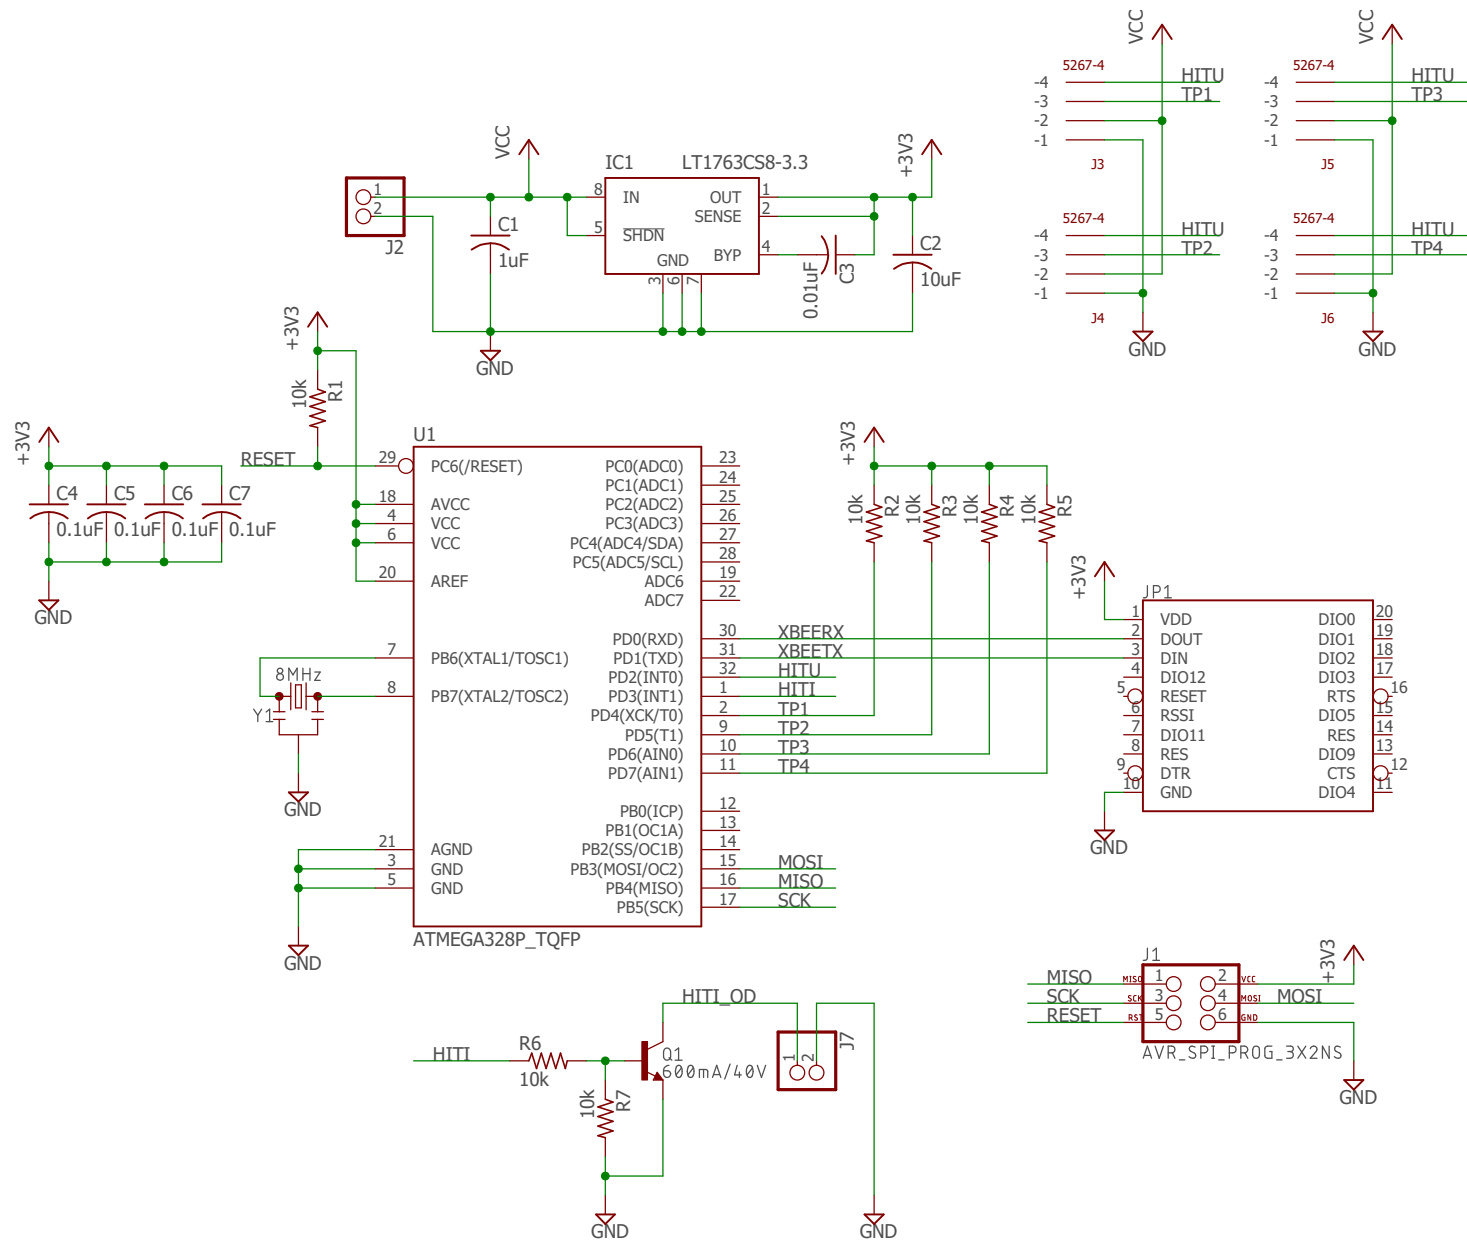 VCC
5267-4
-4 HITU
-3 TP1
-2
-1
J3
5267-4
-4 HITU
-3 TP2
-2
-1
J4
GND
VCC
5267-4
-4 HITU
-3 TP3
-2
-1
J5
5267-4
-4 HITU
-3 TP4
-2
-1
J6
GND
1
2
J2
VCC
C1
1uF
GND
IC1 LT1763CS8-3.3
8 IN OUT 1
SENSE 2
5 SHDN
BYP 4
GND
3 6 7
0.01uF
C3
+3V3
C2
10uF
+3V3
10k
R1
RESET
+3V3
C4 C5 C6 C7
0.1uF 0.1uF 0.1uF 0.1uF
GND
U1
29 PC6(/RESET) PC0(ADC0) 23
PC1(ADC1) 24
18 AVCC PC2(ADC2) 25
4 VCC PC3(ADC3) 26
6 VCC PC4(ADC4/SDA) 27
PC5(ADC5/SCL) 28
20 AREF ADC6 19
ADC7 22
PD0(RXD) 30 XBEERX
7 PB6(XTAL1/TOSC1) PD1(TXD) 31 XBEETX
PD2(INT0) 32 HITU
8 PB7(XTAL2/TOSC2) PD3(INT1) 1 HITI
PD4(XCK/T0) 2 TP1
PD5(T1) 9 TP2
PD6(AIN0) 10 TP3
PD7(AIN1) 11 TP4
PB0(ICP) 12
PB1(OC1A) 13
21 AGND PB2(SS/OC1B) 14
3 GND PB3(MOSI/OC2) 15 MOSI
5 GND PB4(MISO) 16 MISO
PB5(SCK) 17 SCK
ATMEGA328P_TQFP
8MHz
Y1
GND
GND
+3V3
10k R2 10k R3 10k R4 10k R5
+3V3
JP1
1 VDD DIO0 20
2 DOUT DIO1 19
3 DIN DIO2 18
4 DIO12 DIO3 17
5 RESET RTS 16
6 RSSI DIO5 15
7 DIO11 RES 14
8 RES DIO9 13
9 DTR CTS 12
10 GND DIO4 11
GND
J1
+3V3
MISO MISO 1 2 VCC
SCK SCK 3 4 MOSI MOSI
RESET RST 5 6 GND
AVR_SPI_PROG_3X2NS
GND
HITI_OD
HITI
R6
10k
10k
R7
Q1
600mA/40V
1 2
J7
GND
GND